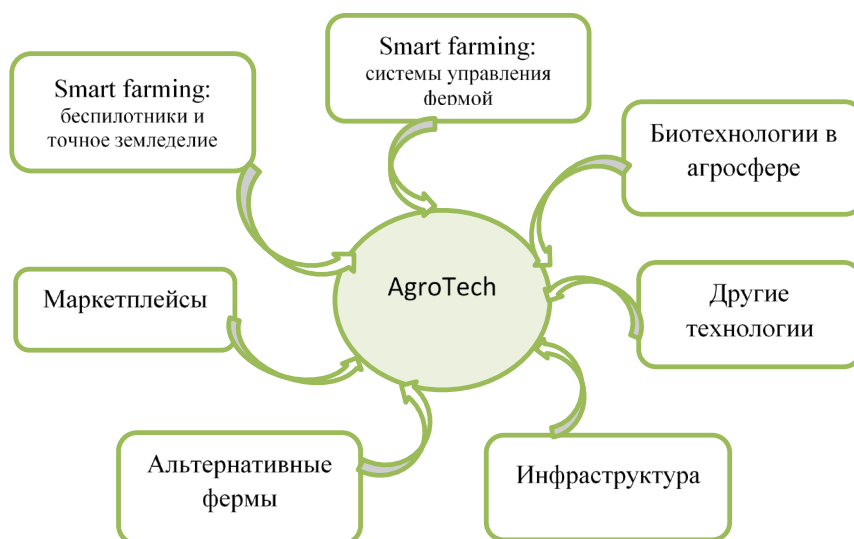 Smart farming:
системы управления
фермой
Smart farming:
беспилотники и
точное земледелие
Биотехнологии в
агросфере
AgroTech
Маркетплейсы
Другие
технологии
Альтернативные
фермы
Инфраструктура